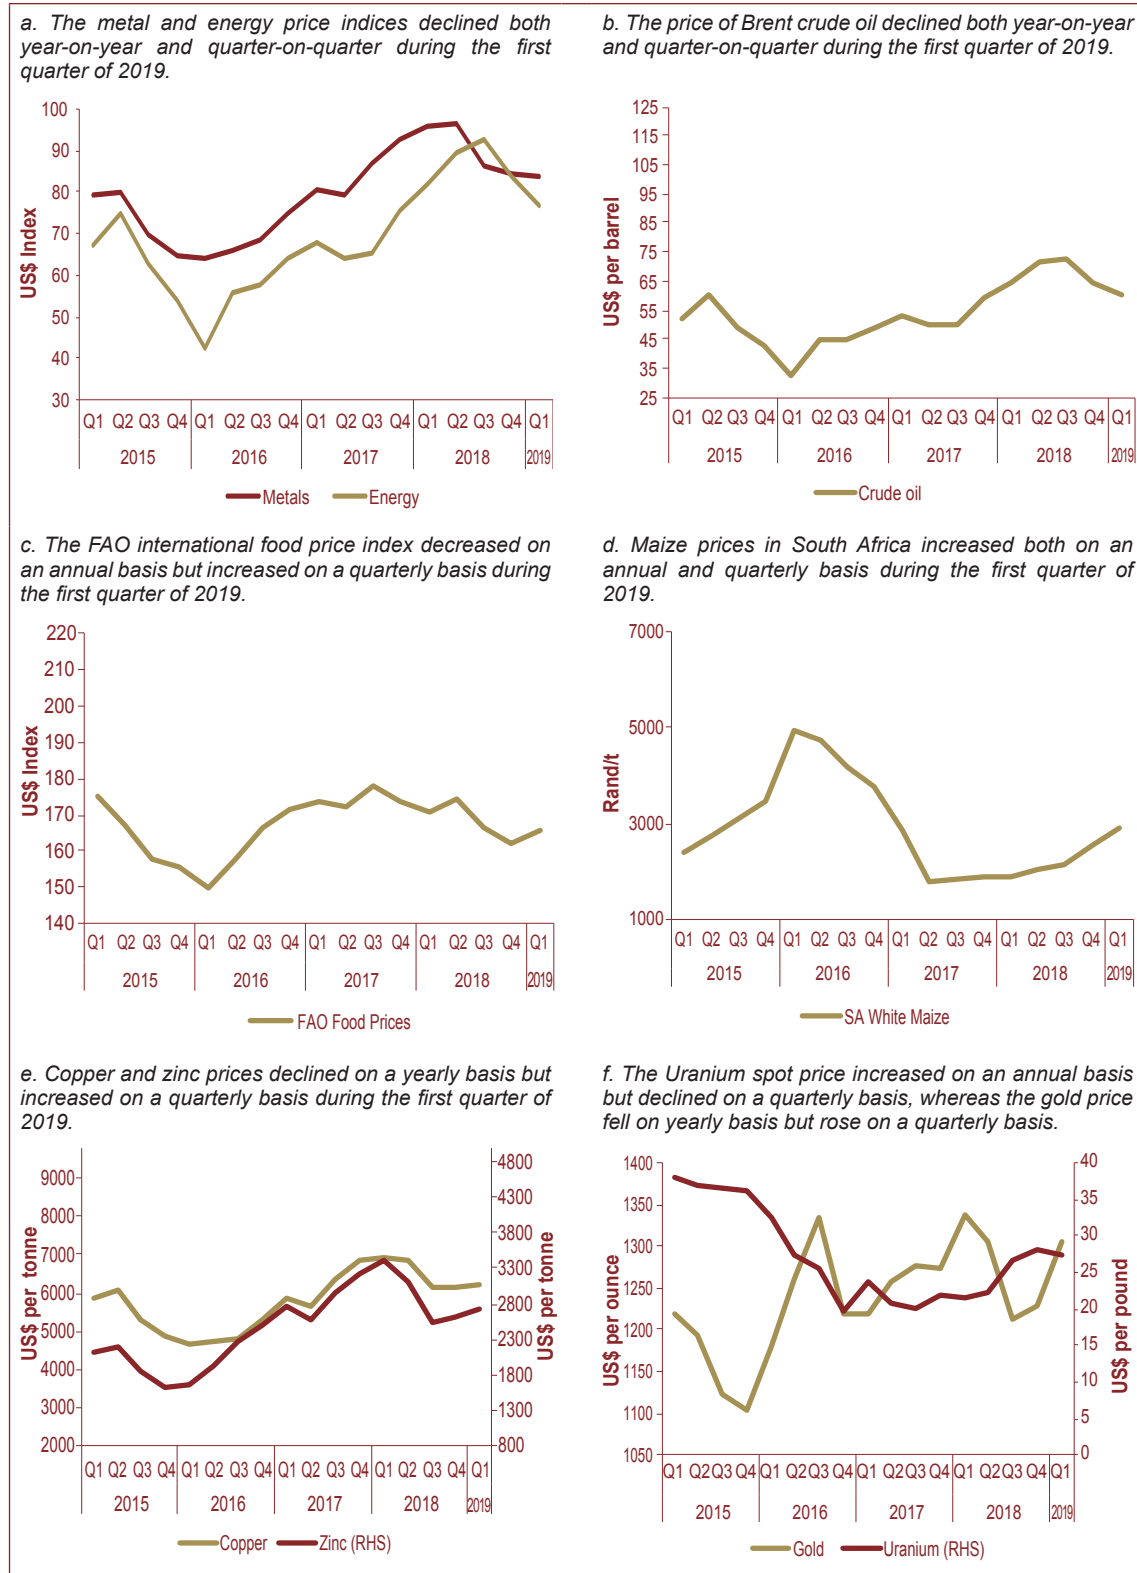 a. The metal and energy price indices declined both
year-on-year and quarter-on-quarter during the first
quarter of 2019.
100
90
80
70
60
50
40
30
US$ Index
Q1 Q2 Q3 Q4 Q1 Q2 Q3 Q4 Q1 Q2 Q3 Q4 Q1 Q2 Q3 Q4 Q1
2015 2016 2017 2018 2019
Metals Energy
b. The price of Brent crude oil declined both year-on-year
and quarter-on-quarter during the first quarter of 2019.
125
115
105
95
85
75
65
55
45
35
25
US$ per barrel
Q1 Q2 Q3 Q4 Q1 Q2 Q3 Q4 Q1 Q2 Q3 Q4 Q1 Q2 Q3 Q4 Q1
2015 2016 2017 2018 2019
Crude oil
c. The FAO international food price index decreased on
an annual basis but increased on a quarterly basis during
the first quarter of 2019.
220
210
200
190
180
170
160
150
140
US$ Index
Q1 Q2 Q3 Q4 Q1 Q2 Q3 Q4 Q1 Q2 Q3 Q4 Q1 Q2 Q3 Q4 Q1
2015 2016 2017 2018 2019
FAO Food Prices
d. Maize prices in South Africa increased both on an
annual and quarterly basis during the first quarter of
2019.
7000
5000
3000
1000
Rand/t
Q1 Q2 Q3 Q4 Q1 Q2 Q3 Q4 Q1 Q2 Q3 Q4 Q1 Q2 Q3 Q4 Q1
2015 2016 2017 2018 2019
SA White Maize
e. Copper and zinc prices declined on a yearly basis but
increased on a quarterly basis during the first quarter of
2019.
9000
8000
7000
6000
5000
4000
3000
2000
US$ per tonne
4800
4300
3800
3300
2800
2300
1800
1300
800
US$ per tonne
Q1 Q2 Q3 Q4 Q1 Q2 Q3 Q4 Q1 Q2 Q3 Q4 Q1 Q2 Q3 Q4 Q1
2015 2016 2017 2018 2019
Copper Zinc (RHS)
f. The Uranium spot price increased on an annual basis
but declined on a quarterly basis, whereas the gold price
fell on yearly basis but rose on a quarterly basis.
1400
1350
1300
1250
1200
1150
1100
1050
US$ per ounce
40
35
30
25
20
15
10
5
0
US$ per pound
Q1 Q2 Q3 Q4 Q1 Q2 Q3 Q4 Q1 Q2 Q3 Q4 Q1 Q2 Q3 Q4 Q1
2015 2016 2017 2018 2019
Gold Uranium (RHS)